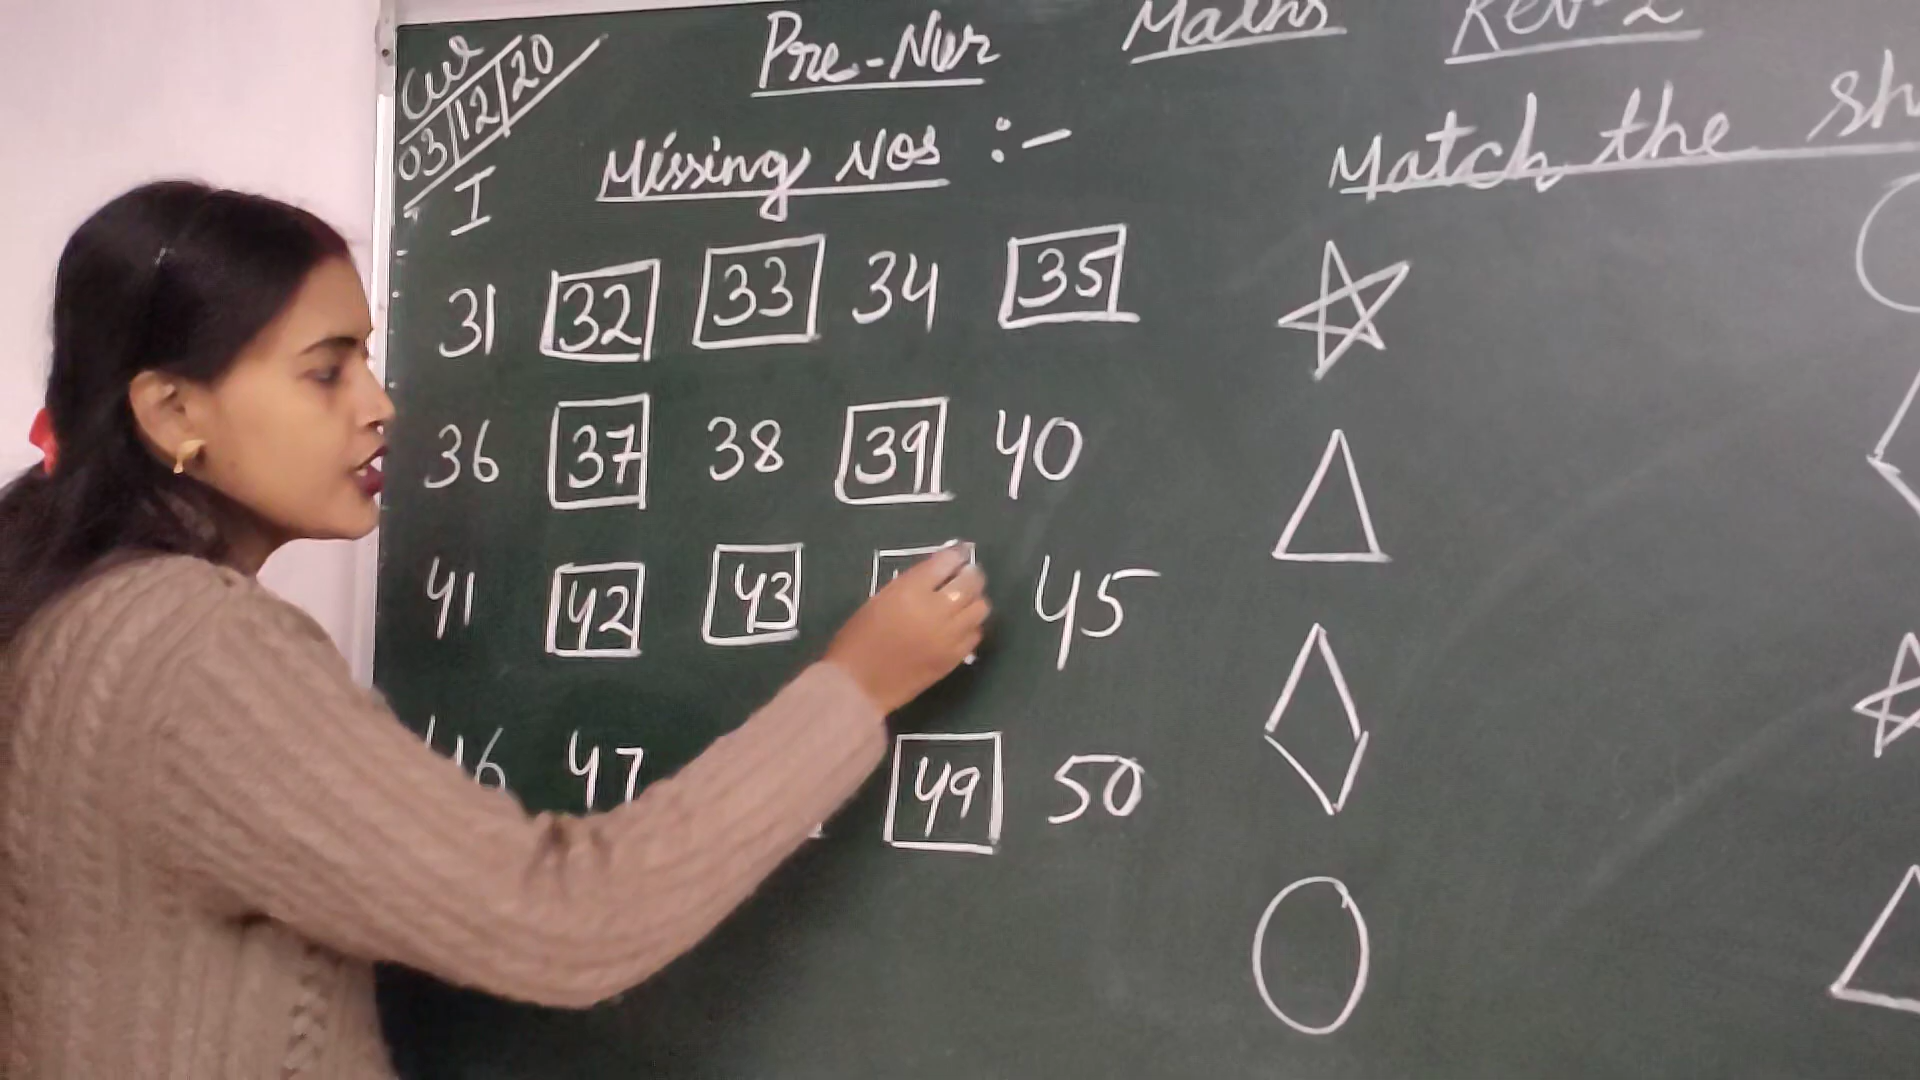 CW
03/12/20
Pre-Nur Maths Rev-2
I Missing Nos :-
Match the
31 32 33 34 35
36 37 38 39 40
41 42 43 45
46 47 49 50